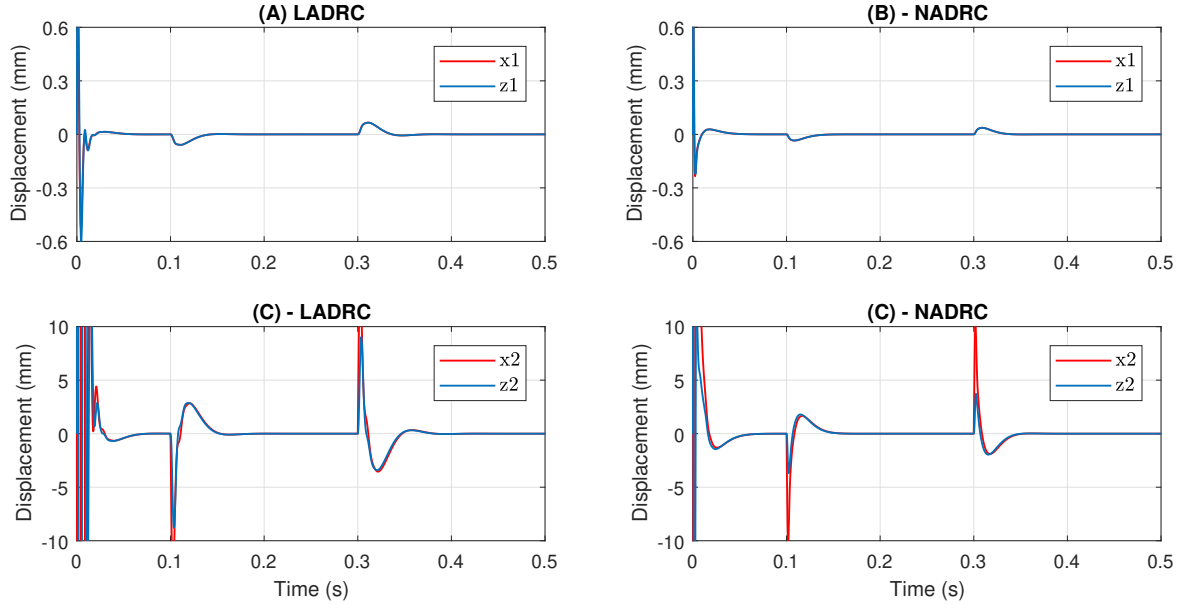 (A) LADRC
Displacement (mm)
0.6
0.3
0
-0.3
-0.6
x1
z1
0 0.1 0.2 0.3 0.4 0.5
(B) - NADRC
Displacement (mm)
0.6
0.3
0
-0.3
-0.6
x1
z1
0 0.1 0.2 0.3 0.4 0.5
(C) - LADRC
Displacement (mm)
10
5
0
-5
-10
x2
z2
0 0.1 0.2 0.3 0.4 0.5
Time (s)
(C) - NADRC
Displacement (mm)
10
5
0
-5
-10
x2
z2
0 0.1 0.2 0.3 0.4 0.5
Time (s)